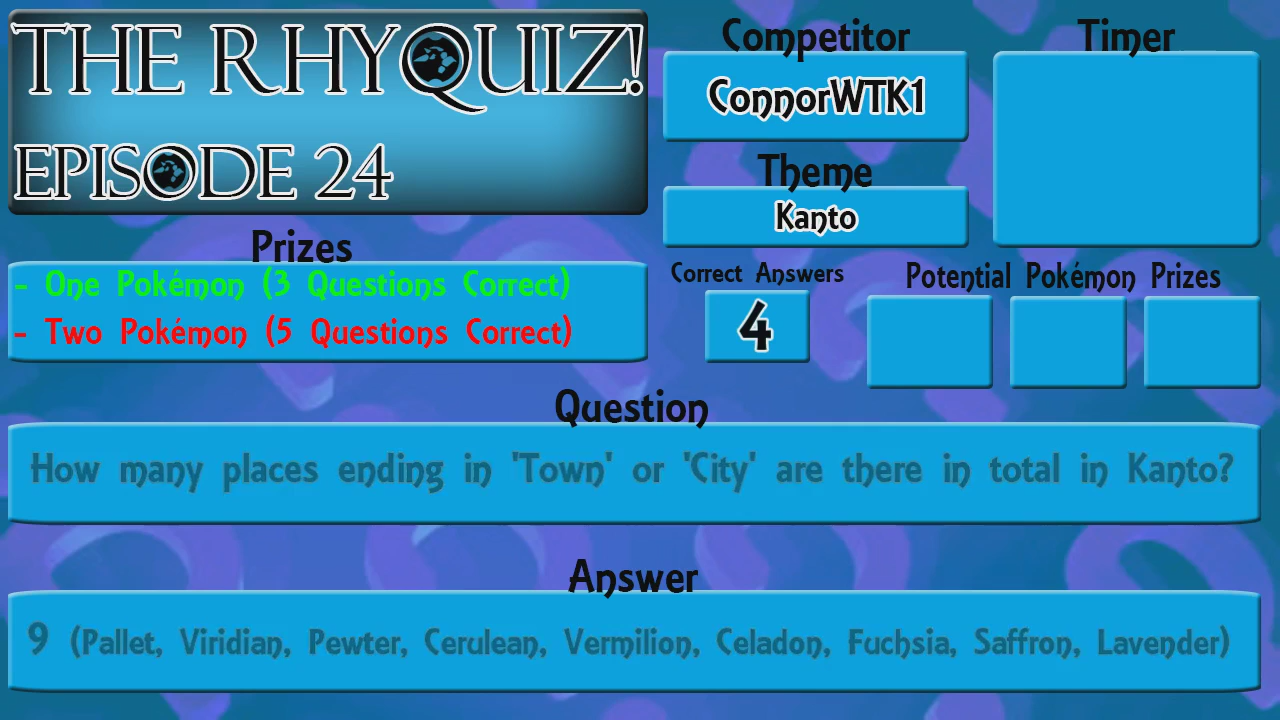 THE RHYQUIZ!
EPISODE 24
Competitor
ConnorWTK1
Timer
Theme
Kanto
Prizes
- One Pokémon (3 Questions Correct)
- Two Pokémon (5 Questions Correct)
Correct Answers
4
Potential Pokémon Prizes
Question
How many places ending in 'Town' or 'City' are there in total in Kanto?
Answer
9 (Pallet, Viridian, Pewter, Cerulean, Vermilion, Celadon, Fuchsia, Saffron, Lavender)